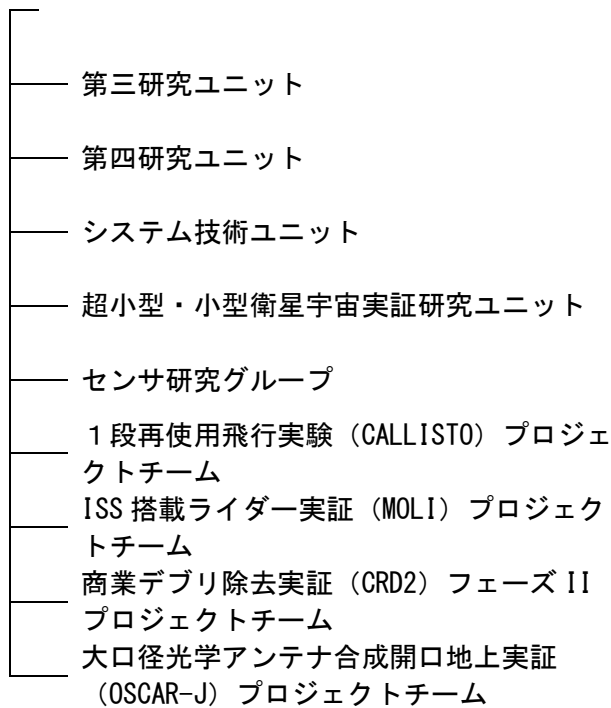 第三研究ユニット
第四研究ユニット
システム技術ユニット
超小型・小型衛星宇宙実証研究ユニット
センサ研究グループ
１段再使用飛行実験（CALLISTO）プロジェ
クトチーム
ISS 搭載ライダー実証（MOLI）プロジェク
トチーム
商業デブリ除去実証（CRD2）フェーズ II
プロジェクトチーム
大口径光学アンテナ合成開口地上実証
（OSCAR-J）プロジェクトチーム